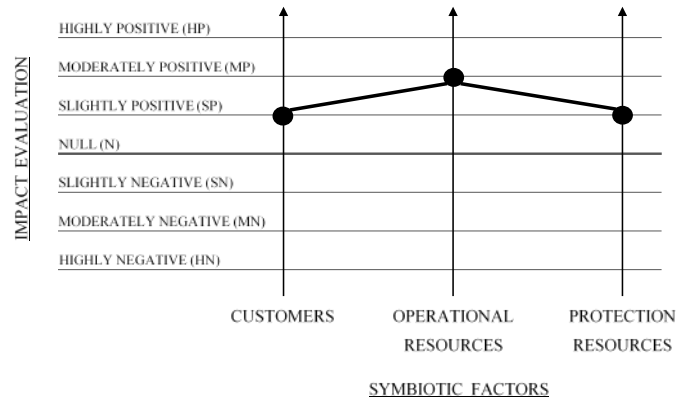 IMPACT EVALUATION
HIGHLY POSITIVE (HP)
MODERATELY POSITIVE (MP)
SLIGHTLY POSITIVE (SP)
NULL (N)
SLIGHTLY NEGATIVE (SN)
MODERATELY NEGATIVE (MN)
HIGHLY NEGATIVE (HN)
CUSTOMERS
OPERATIONAL
RESOURCES
PROTECTION
RESOURCES
SYMBIOTIC FACTORS